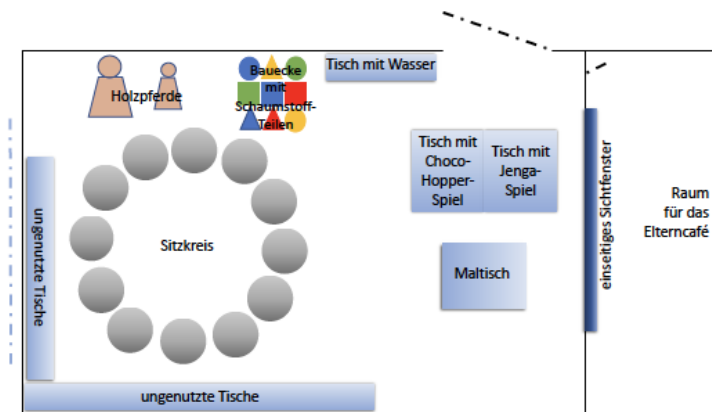 Holzpferde
Bauecke
mit
Schaumstoff-
Teilen
Tisch mit Wasser
Tisch mit
Choco-
Hopper-
Spiel
Tisch mit
Jenga-
Spiel
Maltisch
einseitiges Sichtfenster
Raum
für das
Elterncafé
ungenutzte Tische
Sitzkreis
ungenutzte Tische